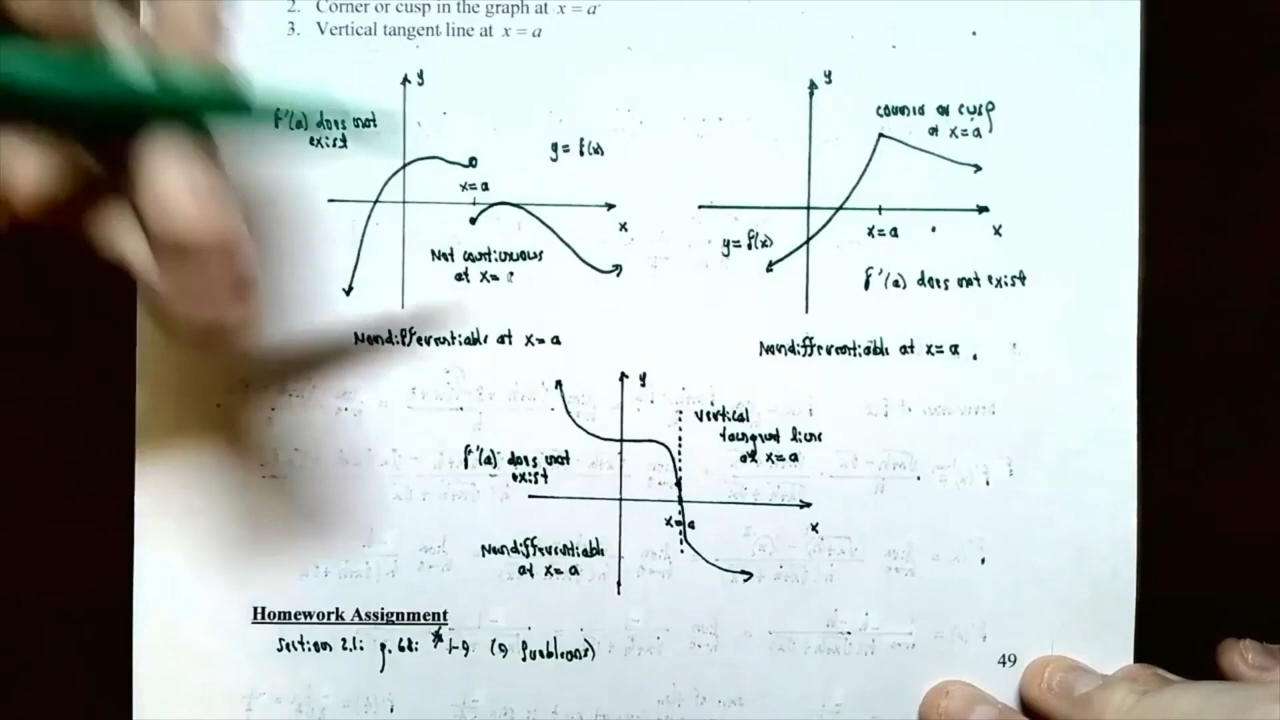 2. Corner or cusp in the graph at x = a
3. Vertical tangent line at x = a
y
f'(a) does not
exist
y = f(x)
x = a
x
Not continuous
at x =
Nondifferentiable at x = a
y
corner or cusp
at x = a
y = f(x)
x = a
x
f'(a) does not exist
Nondifferentiable at x = a .
y
vertical
tangent line
at x = a
f'(a) does not
exist
x = a
x
Nondifferentiable
at x = a
Homework Assignment
Section 2.1: p. 68: # 1-9 (9 problems)
49